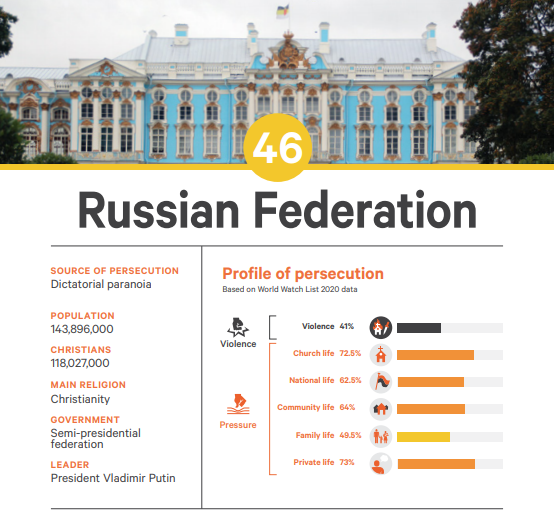 46
Russian Federation
SOURCE OF PERSECUTION
Dictatorial paranoia
POPULATION
143,896,000
CHRISTIANS
118,027,000
MAIN RELIGION
Christianity
GOVERNMENT
Semi-presidential
federation
LEADER
President Vladimir Putin
Profile of persecution
Based on World Watch List 2020 data
Violence
Violence 41%
Pressure
Church life 72.5%
National life 62.5%
Community life 64%
Family life 49.5%
Private life 73%